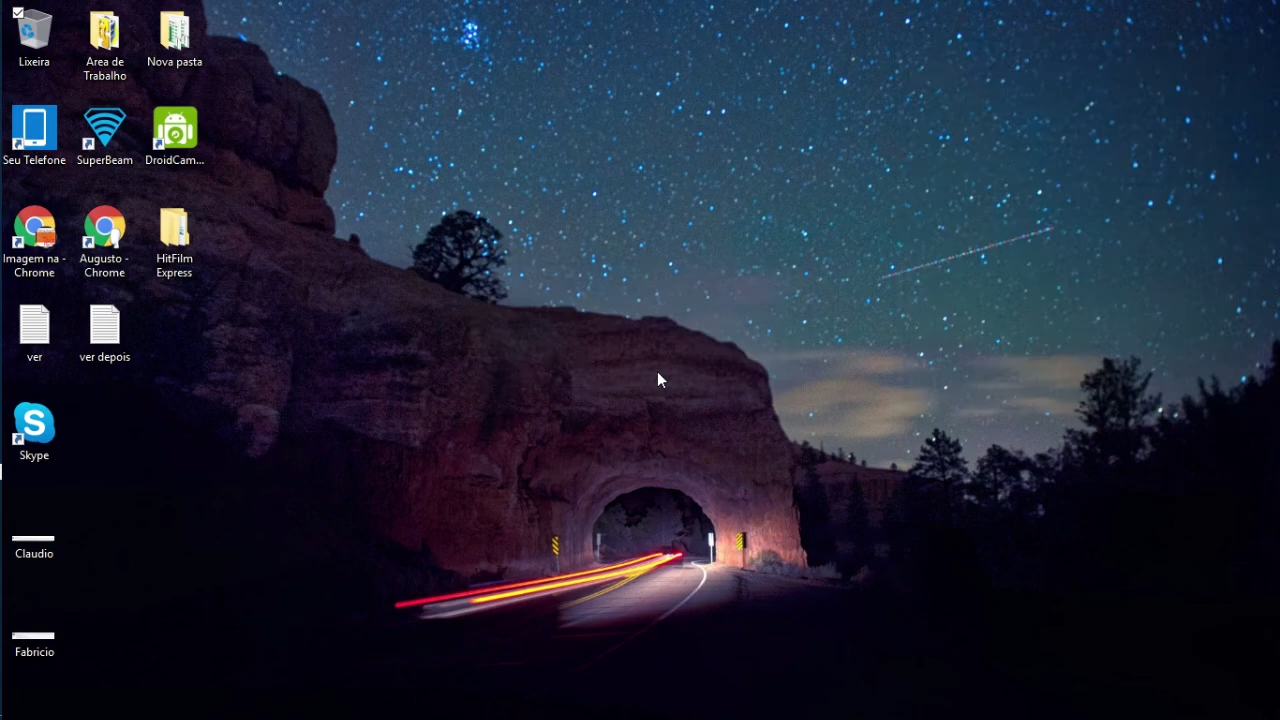 Lixeira
Area de
Trabalho
Nova pasta
Seu Telefone
SuperBeam
DroidCam...
Imagem na -
Chrome
Augusto -
Chrome
HitFilm
Express
ver
ver depois
Skype
Claudio
Fabricio